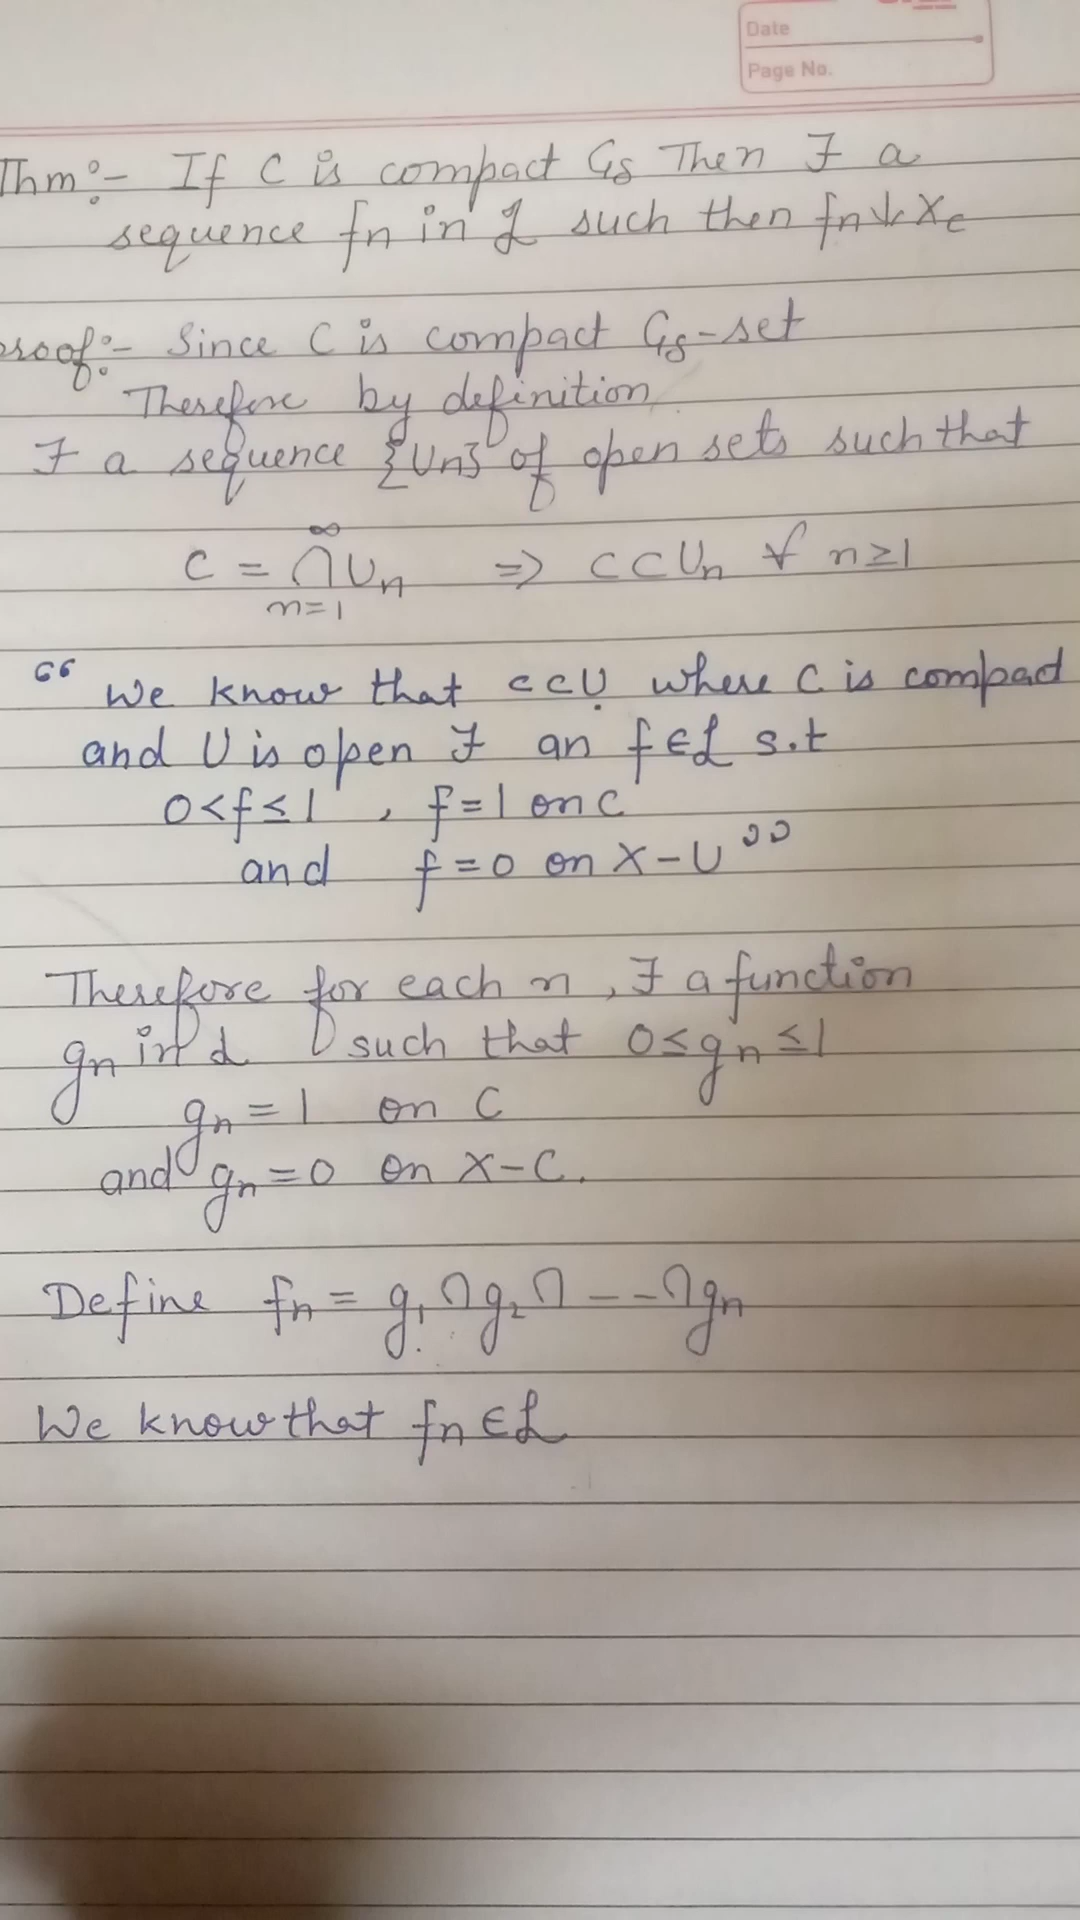 Date
Page No.
Thm:- If C is compact Gδ Then ∃ a
sequence fn in L such then fn↓χc
proof:- Since C is compact Gδ-set
Therefore by definition
∃ a sequence {Un} of open sets such that
C = ∞∩n=1 Un ⇒ C⊂Un ∀ n≥1
“ We know that C⊂U where C is compact
and U is open ∃ an f∈L s.t
0<f≤1 , f=1 on C
and f=0 on X-U ”
Therefore for each n, ∃ a function
gn in L such that 0≤gn≤1
gn=1 on C
and gn=0 on X-C.
Define fn = g1∩g2∩---∩gn
We know that fn∈L